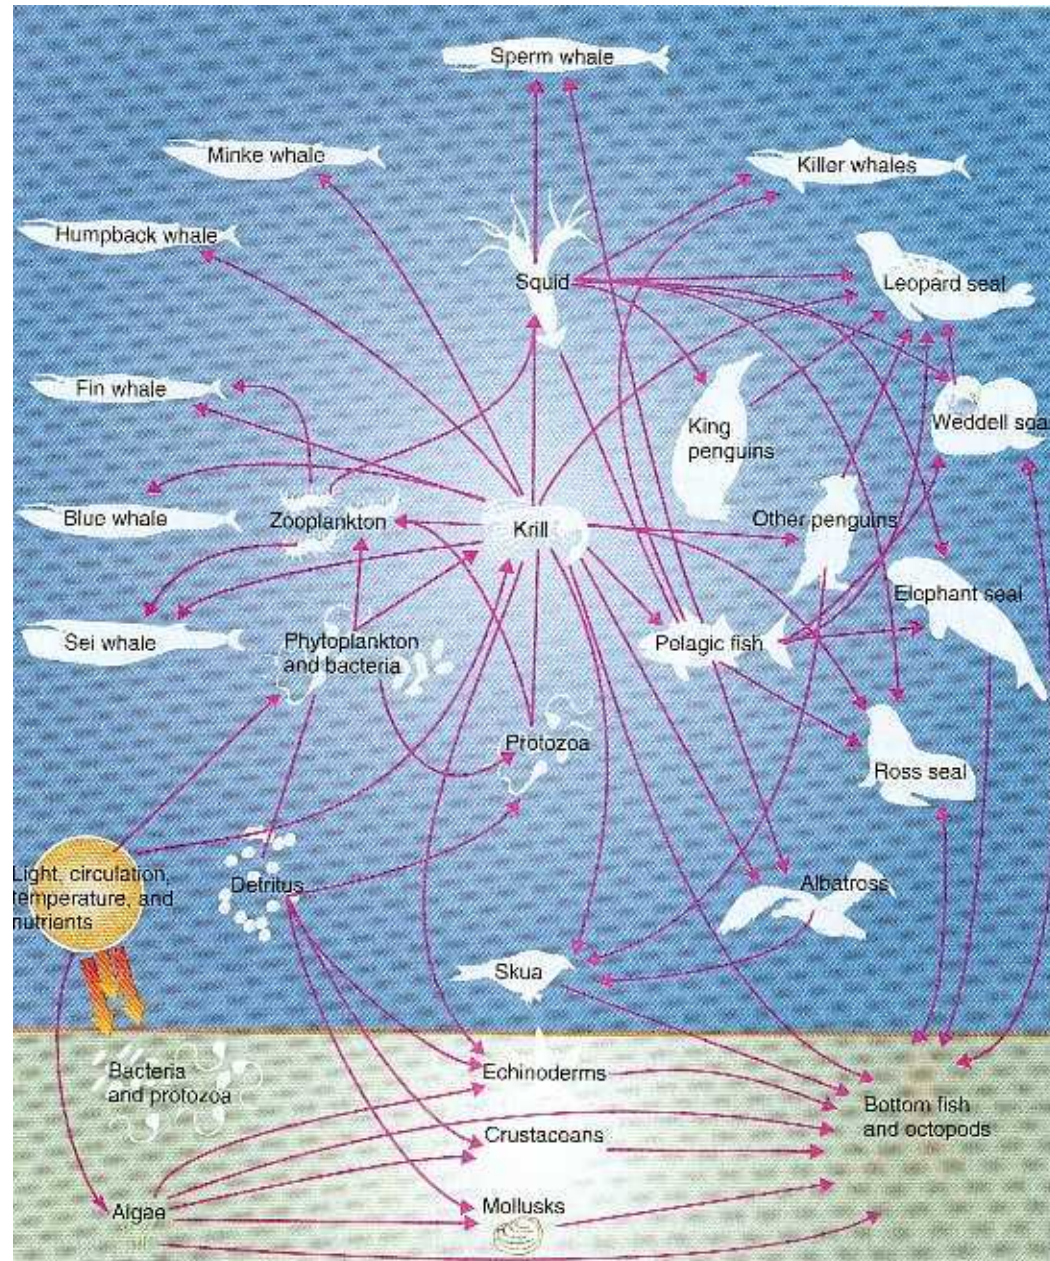 Sperm whale
Minke whale
Killer whales
Humpback whale
Squid
Leopard seal
Fin whale
King
penguins
Weddell sea
Blue whale
Zooplankton
Krill
Other penguins
Elephant seal
Sei whale
Phytoplankton
and bacteria
Pelagic fish
Protozoa
Ross seal
Light, circulation,
temperature, and
nutrients
Detritus
Albatross
Skua
Bacteria
and protozoa
Echinoderms
Bottom fish
and octopods
Crustaceans
Algae
Mollusks